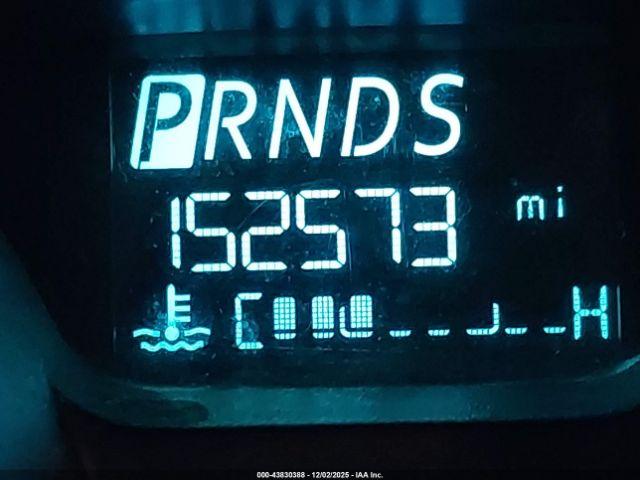 PRNDS
152573 mi
C H
000-43830388 - 12/02/2025 - IAA Inc.